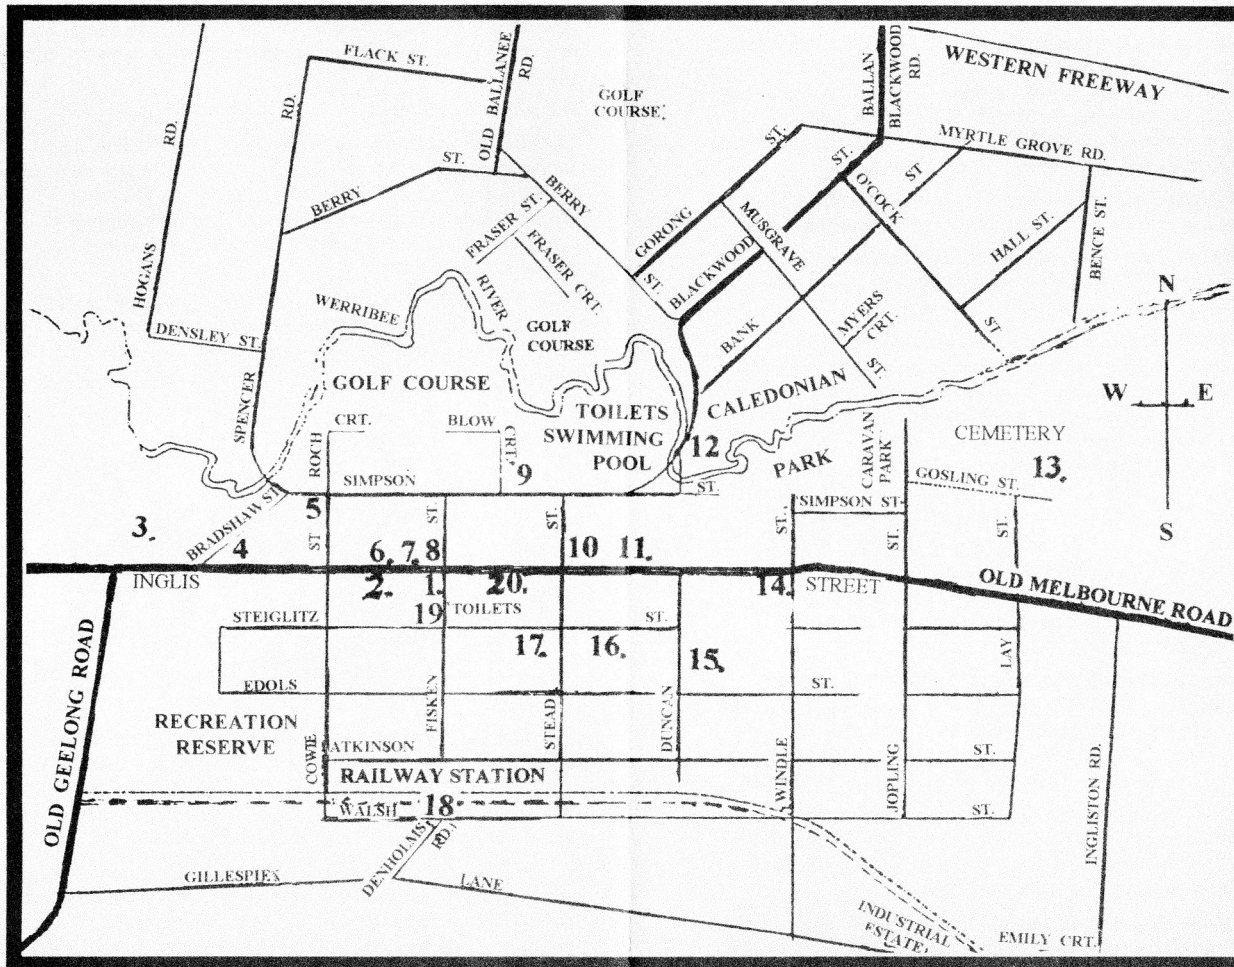 FLACK ST.
OLD BALLANEE RD.
GOLF
COURSE
BALLAN
BLACKWOOD
RD.
WESTERN FREEWAY
RD.
RD.
ST.
ST.
MYRTLE GROVE RD.
BERRY ST.
BERRY
ST.
O'COCK
ST
FRASER ST.
FRASER CRT.
GORONG
MUSGRAVE
HALL ST.
BENCE ST.
HOGANS
WERRIBEE
RIVER
ST.
BLACKWOOD
N
DENSLEY ST.
GOLF
COURSE
BANK
MYERS
CRT.
ST.
ST
GOLF COURSE
CALEDONIAN
W E
SPENCER
ROCH
CRT.
BLOW
CRT.
TOILETS
SWIMMING
POOL
12
PARK
CARAVAN
PARK
CEMETERY
13.
9
SIMPSON
ST.
GOSLING ST.
SIMPSON ST
S
3.
BRADSHAW ST
5
ST
ST.
ST.
ST.
ST.
ST.
4
6. 7. 8
10 11.
INGLIS
2. 1. 20.
14.
STREET
OLD MELBOURNE ROAD
19
TOILETS
STEIGLITZ
ST.
17. 16.
15.
LAY
EDOLS
ST.
OLD GEELONG ROAD
RECREATION
RESERVE
COWIE
FISKEN
STEAD
DUNCAN
WINDLE
JOPLING
INGLISTON RD.
ATKINSON
ST.
RAILWAY STATION
WALSH
18.
ST.
DENHOLMS
RD.
GILLESPIES
LANE
INDUSTRIAL
ESTATE
EMILY CRT.